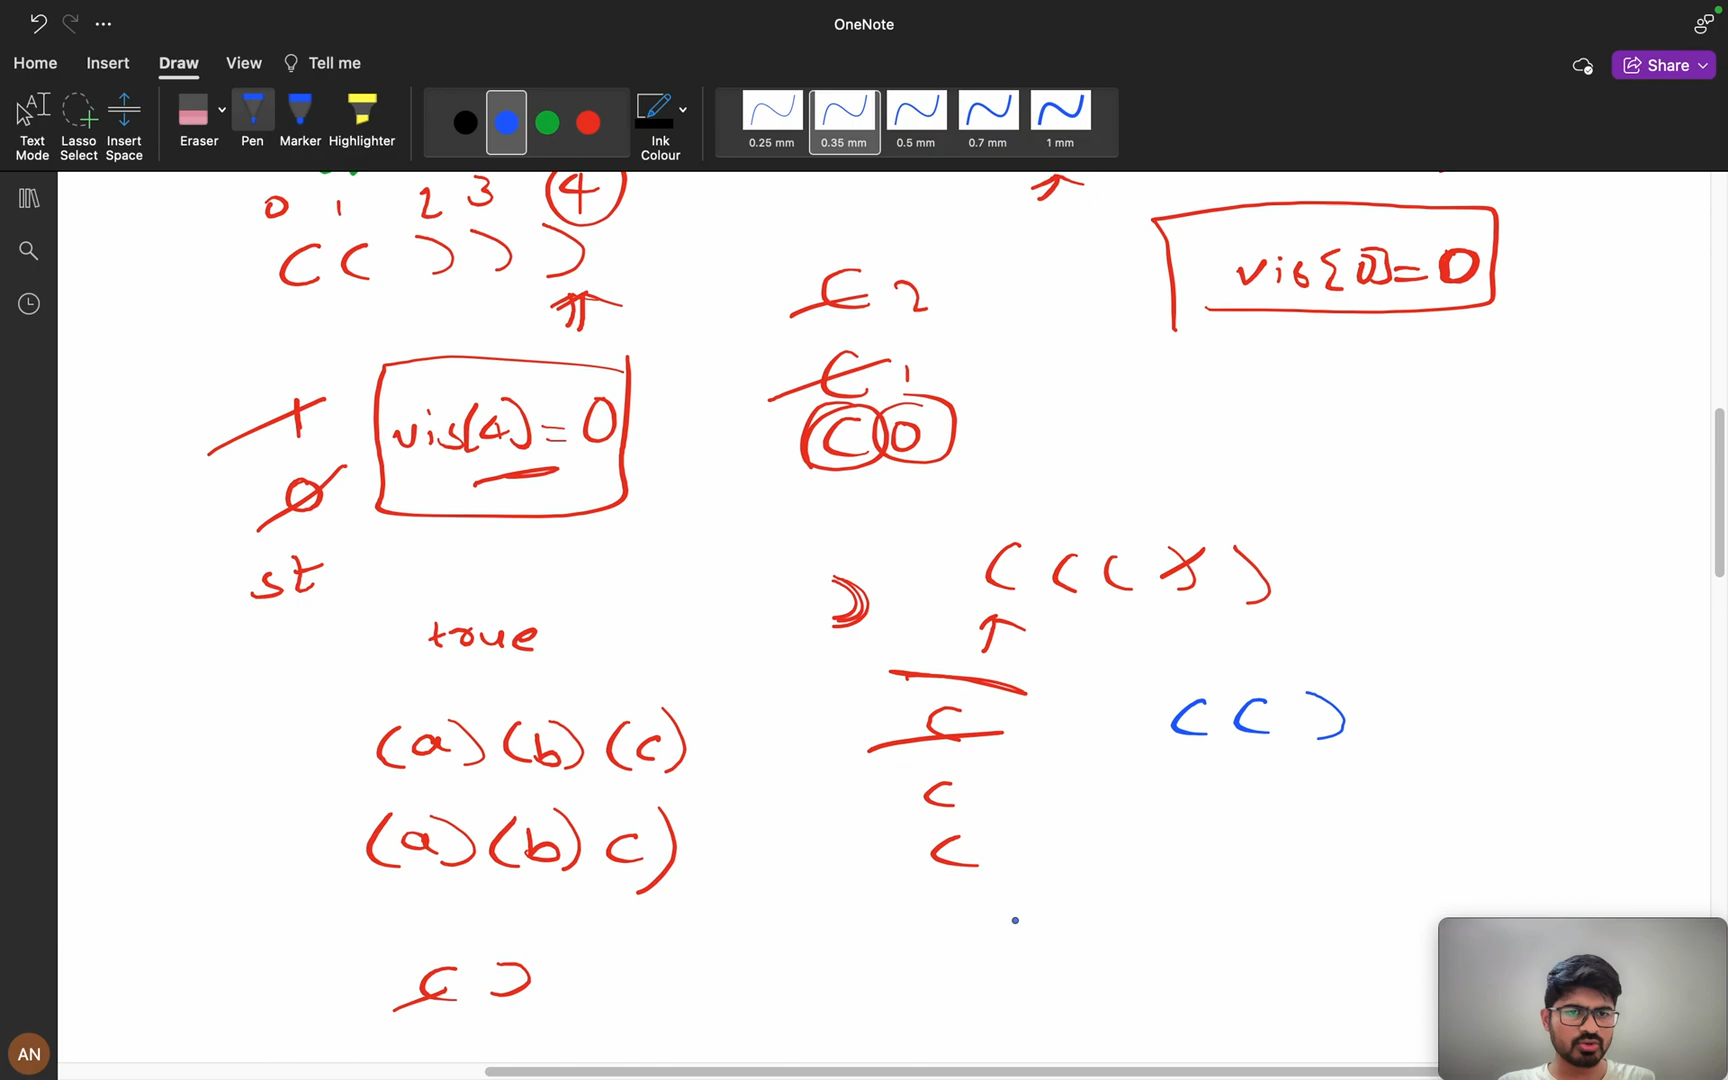 OneNote
Home Insert Draw View Tell me
Share
Text Mode
Lasso Select
Insert Space
Eraser
Pen
Marker
Highlighter
Ink Colour
0.25 mm
0.35 mm
0.5 mm
0.7 mm
1 mm
0 1 2 3 4
( ( ) ) )
vis[0]=0
( 2
( 1
( 0
1
vis(4)=0
0
st
( ( ( ) )
)
true
(
( ( )
(a) (b) (c)
(
(a) (b) c)
(
( )
AN